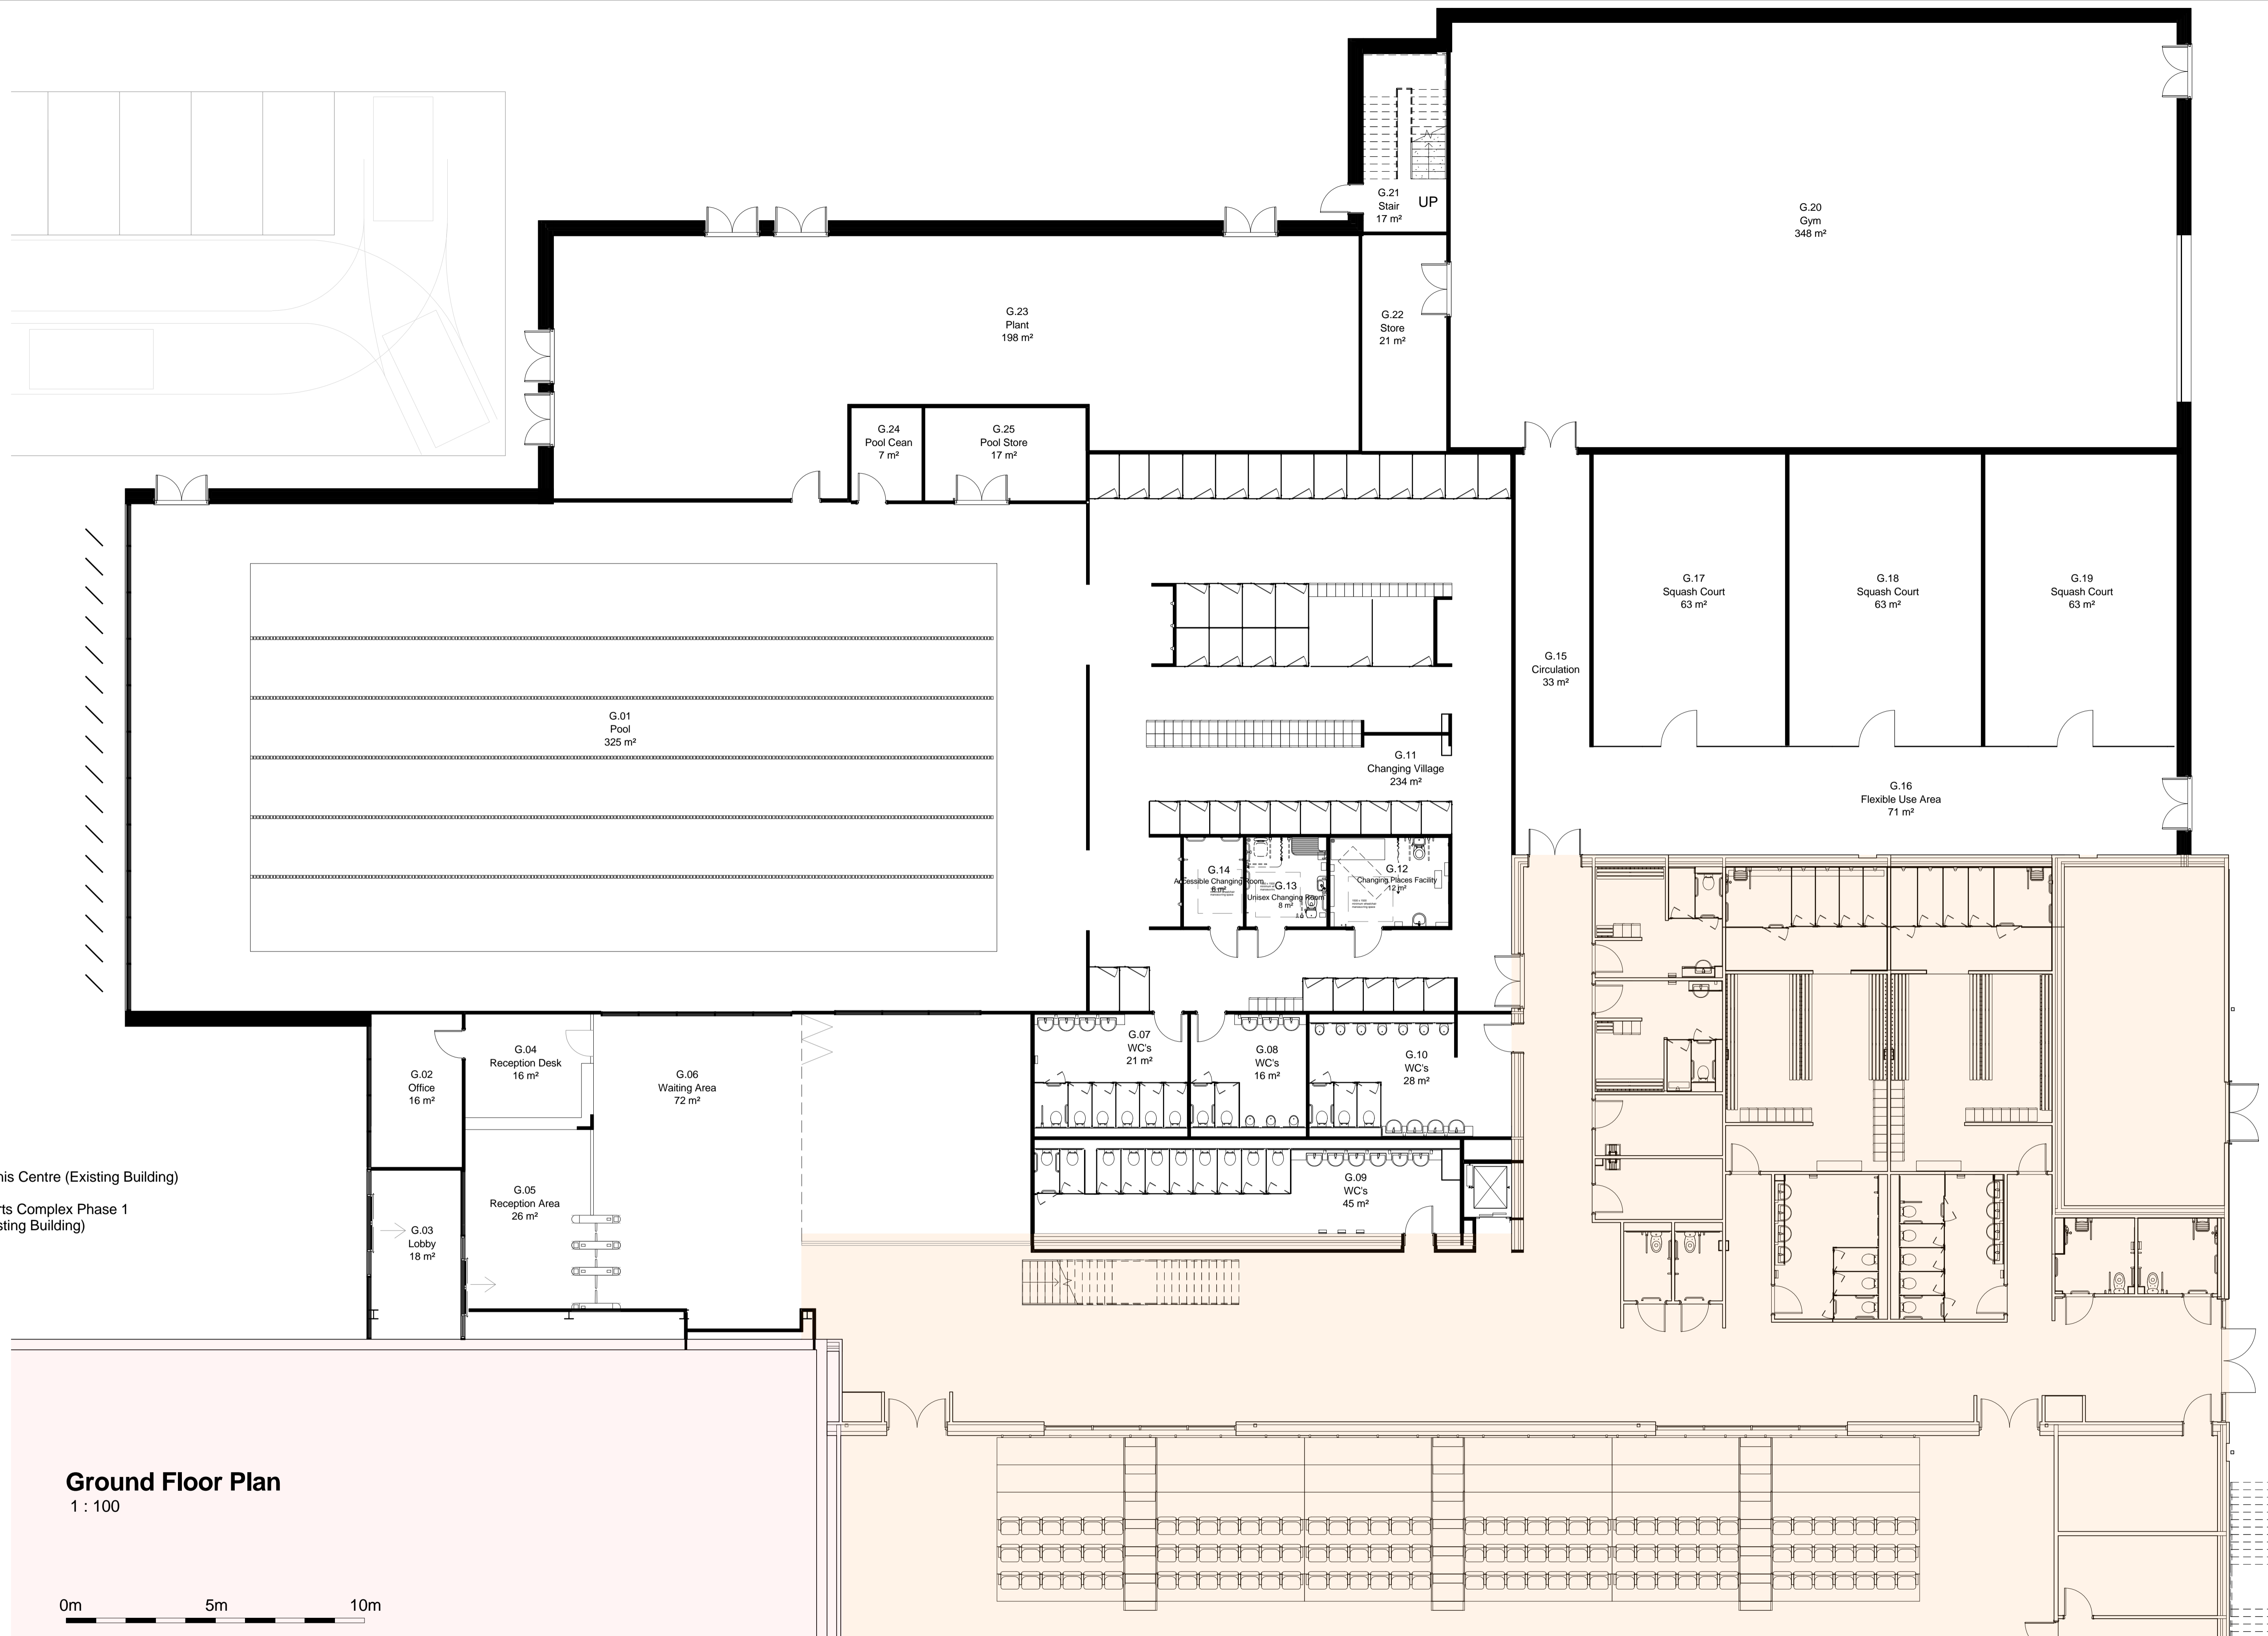 G.21
Stair
17 m²
UP
G.20
Gym
348 m²
G.23
Plant
198 m²
G.22
Store
21 m²
G.24
Pool Cean
7 m²
G.25
Pool Store
17 m²
G.17
Squash Court
63 m²
G.18
Squash Court
63 m²
G.19
Squash Court
63 m²
G.15
Circulation
33 m²
G.01
Pool
325 m²
G.11
Changing Village
234 m²
G.16
Flexible Use Area
71 m²
G.14
Accessible Changing Room
6 m²
G.13
Unisex Changing Room
8 m²
G.12
Changing Places Facility
12 m²
G.02
Office
16 m²
G.04
Reception Desk
16 m²
G.06
Waiting Area
72 m²
G.07
WC's
21 m²
G.08
WC's
16 m²
G.10
WC's
28 m²
G.05
Reception Area
26 m²
G.09
WC's
45 m²
G.03
Lobby
18 m²
nis Centre (Existing Building)
rts Complex Phase 1
sting Building)
Ground Floor Plan
1 : 100
0m 5m 10m